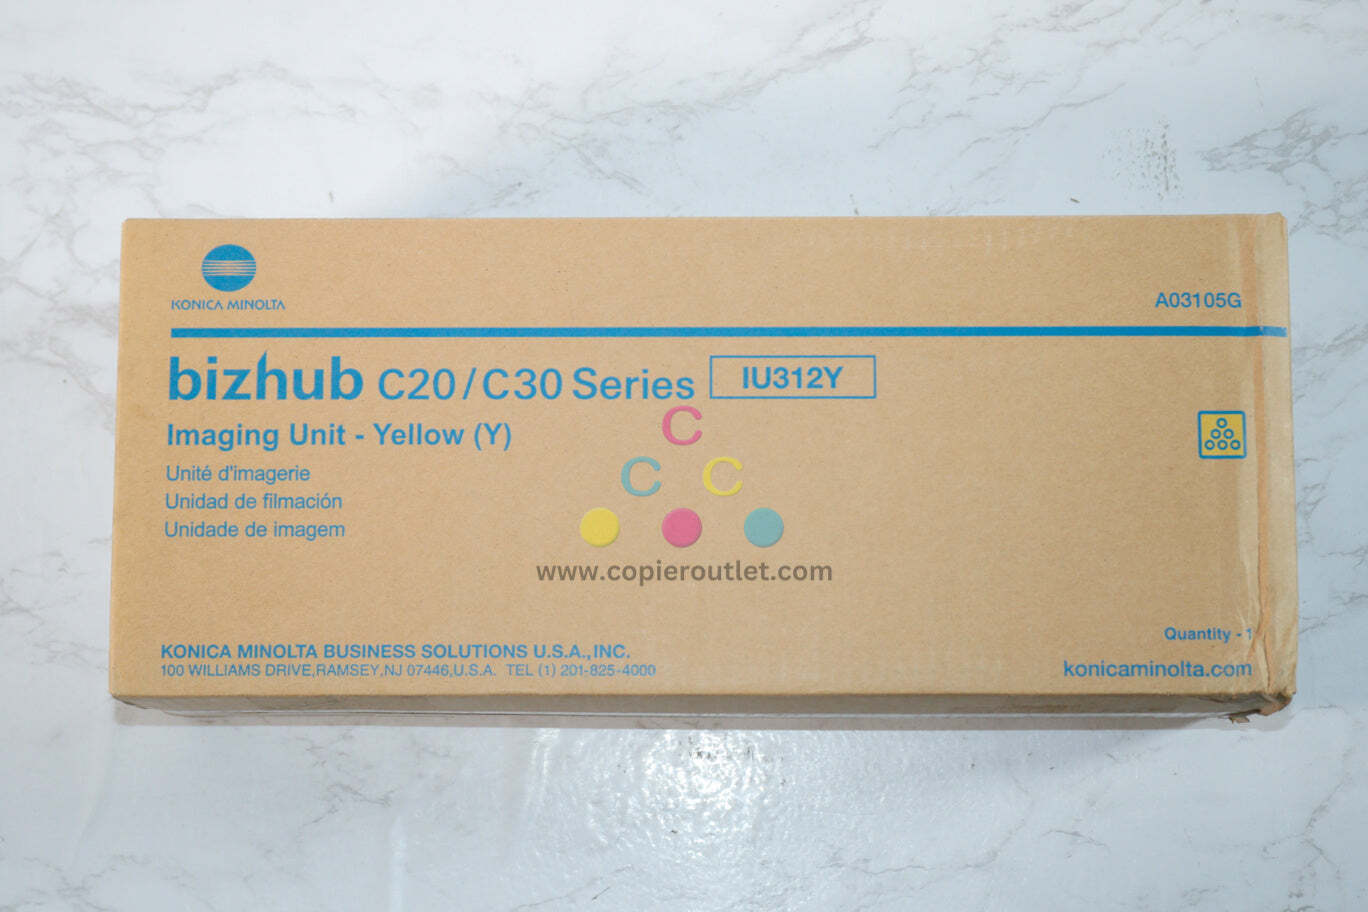 KONICA MINOLTA
A03105G
bizhub C20/C30 Series IU312Y
Imaging Unit - Yellow (Y)
Unité d'imagerie
Unidad de filmación
Unidade de imagem
C
C C
www.copieroutlet.com
Quantity - 1
KONICA MINOLTA BUSINESS SOLUTIONS U.S.A.,INC.
100 WILLIAMS DRIVE,RAMSEY,NJ 07446,U.S.A. TEL (1) 201-825-4000
konicaminolta.com